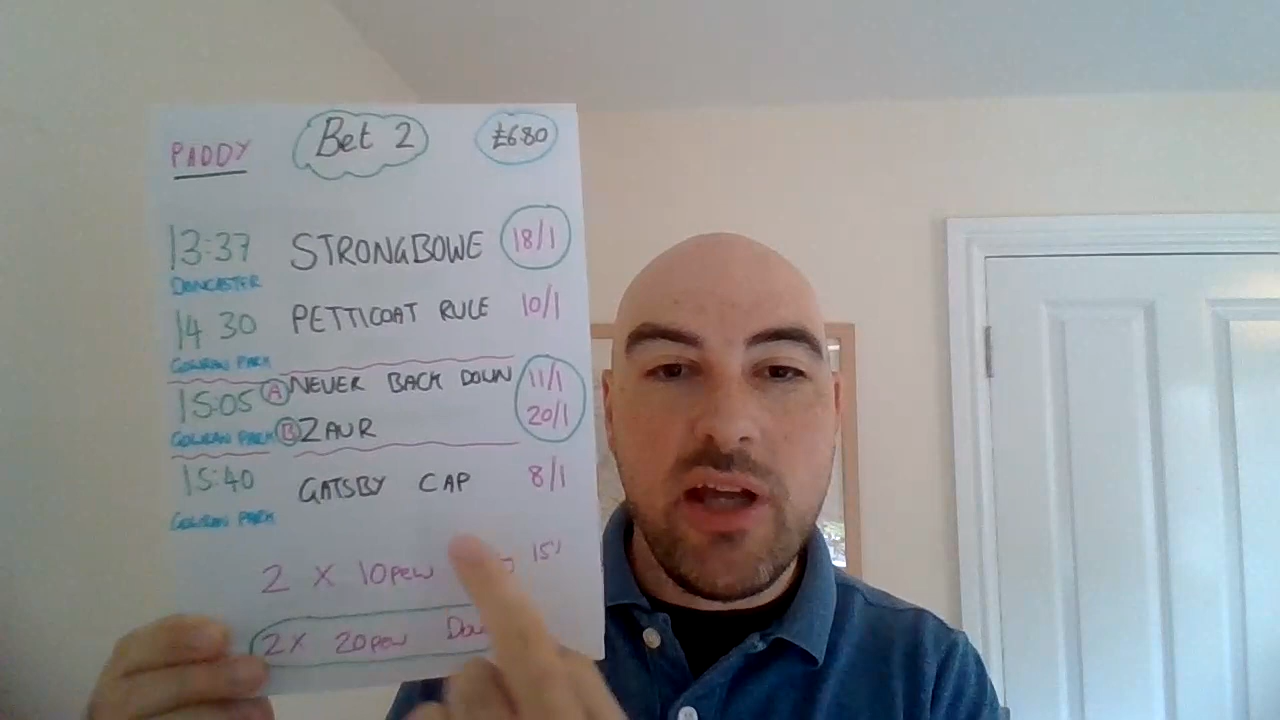 PADDY Bet 2 £680
13:37 STRONGBOWE 18/1
DONCASTER
14 30 PETTICOAT RULE 10/1
GOWRAN PARK
15:05 A NEVER BACK DOWN 11/1
GOWRAN PARK B ZAUR 20/1
15:40 GATSBY CAP 8/1
GOWRAN PARK
2 X 10pew 15/
2X 20pew